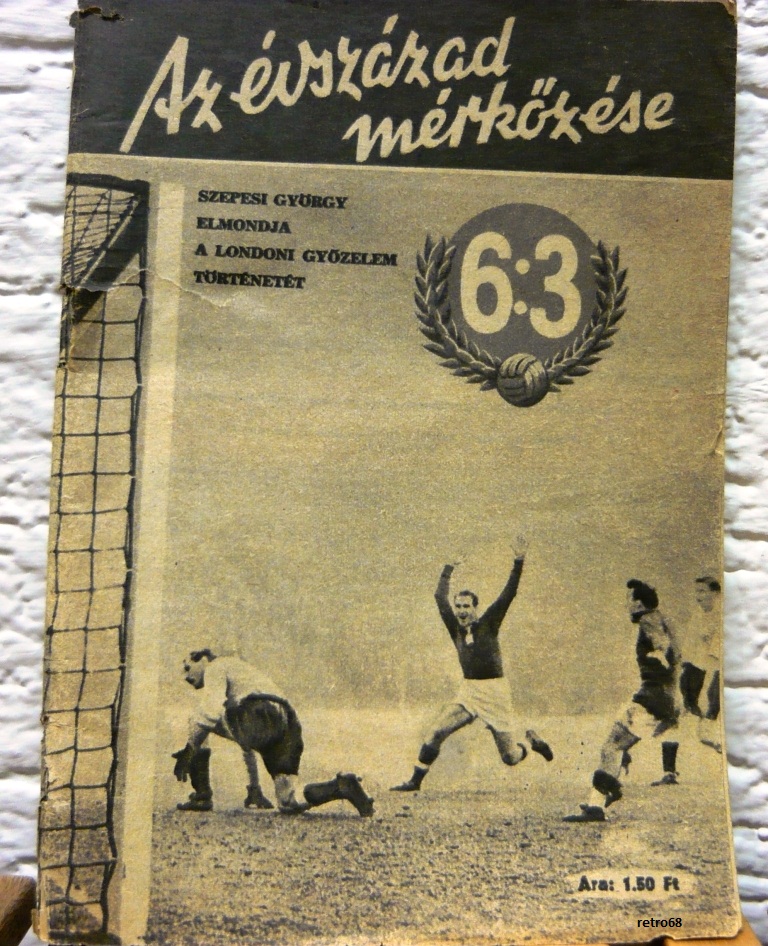 Az évszázad
mérkőzése
SZEPESI GYÖRGY
ELMONDJA
A LONDONI GYŐZELEM
TÖRTÉNETÉT
6:3
Ára: 1.50 Ft
retro68